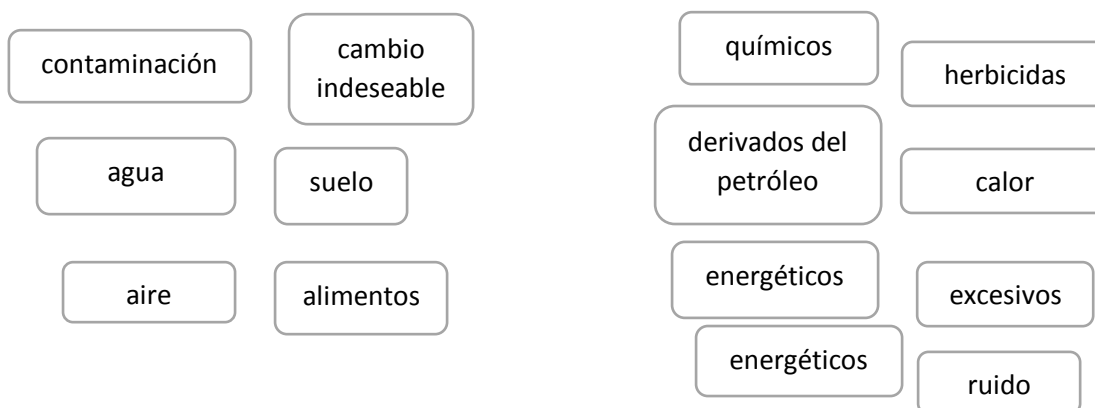 contaminación
cambio
indeseable
agua
suelo
aire
alimentos
químicos
herbicidas
derivados del
petróleo
calor
energéticos
excesivos
energéticos
ruido